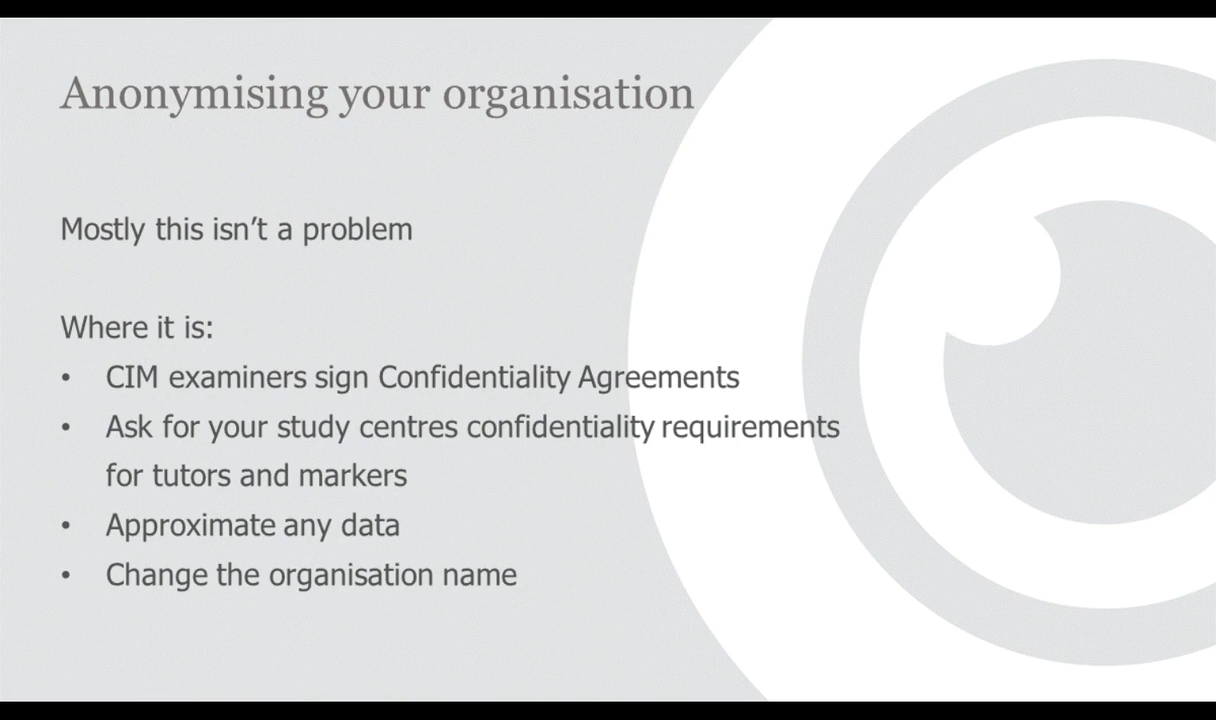 Anonymising your organisation
Mostly this isn’t a problem
Where it is:
• CIM examiners sign Confidentiality Agreements
• Ask for your study centres confidentiality requirements
for tutors and markers
• Approximate any data
• Change the organisation name